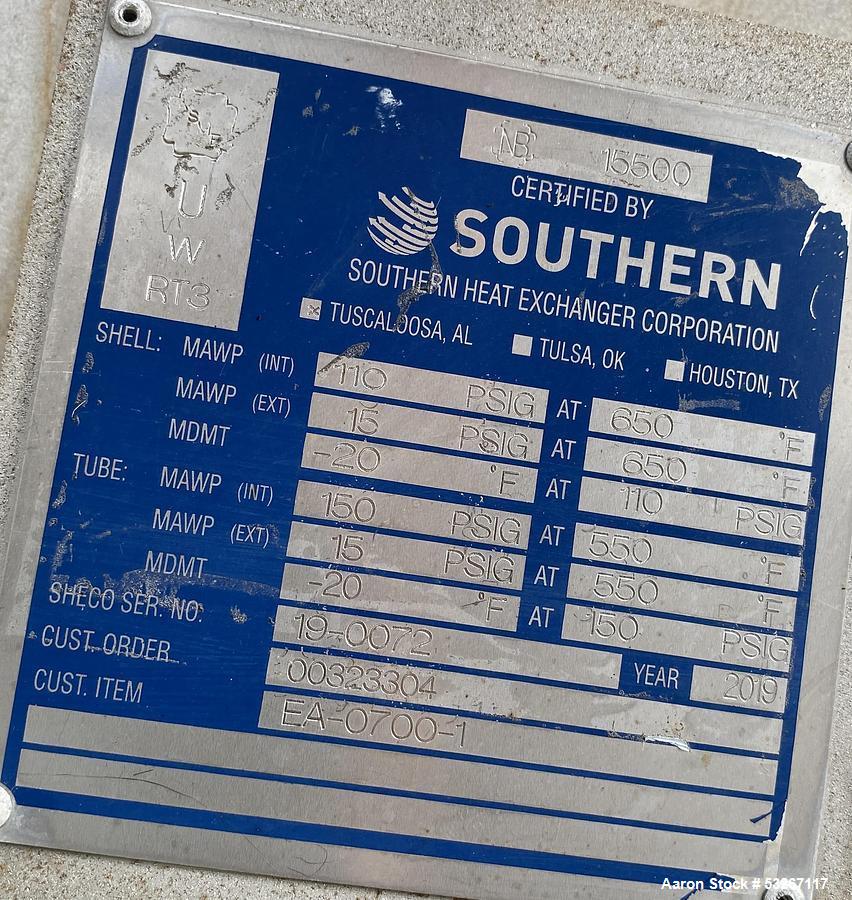 U
W
RT3
NB 15500
CERTIFIED BY
SOUTHERN
SOUTHERN HEAT EXCHANGER CORPORATION
x TUSCALOOSA, AL TULSA, OK HOUSTON, TX
SHELL: MAWP (INT) 110 PSIG AT 650 °F
MAWP (EXT) 15 PSIG AT 650 °F
MDMT -20 °F AT 110 PSIG
TUBE: MAWP (INT) 150 PSIG AT 550 °F
MAWP (EXT) 15 PSIG AT 550 °F
MDMT -20 °F AT 150 PSIG
SHECO SER. NO. 19-0072 YEAR 2019
CUST. ORDER 00323304
CUST. ITEM EA-0700-1
Aaron Stock # 53267117